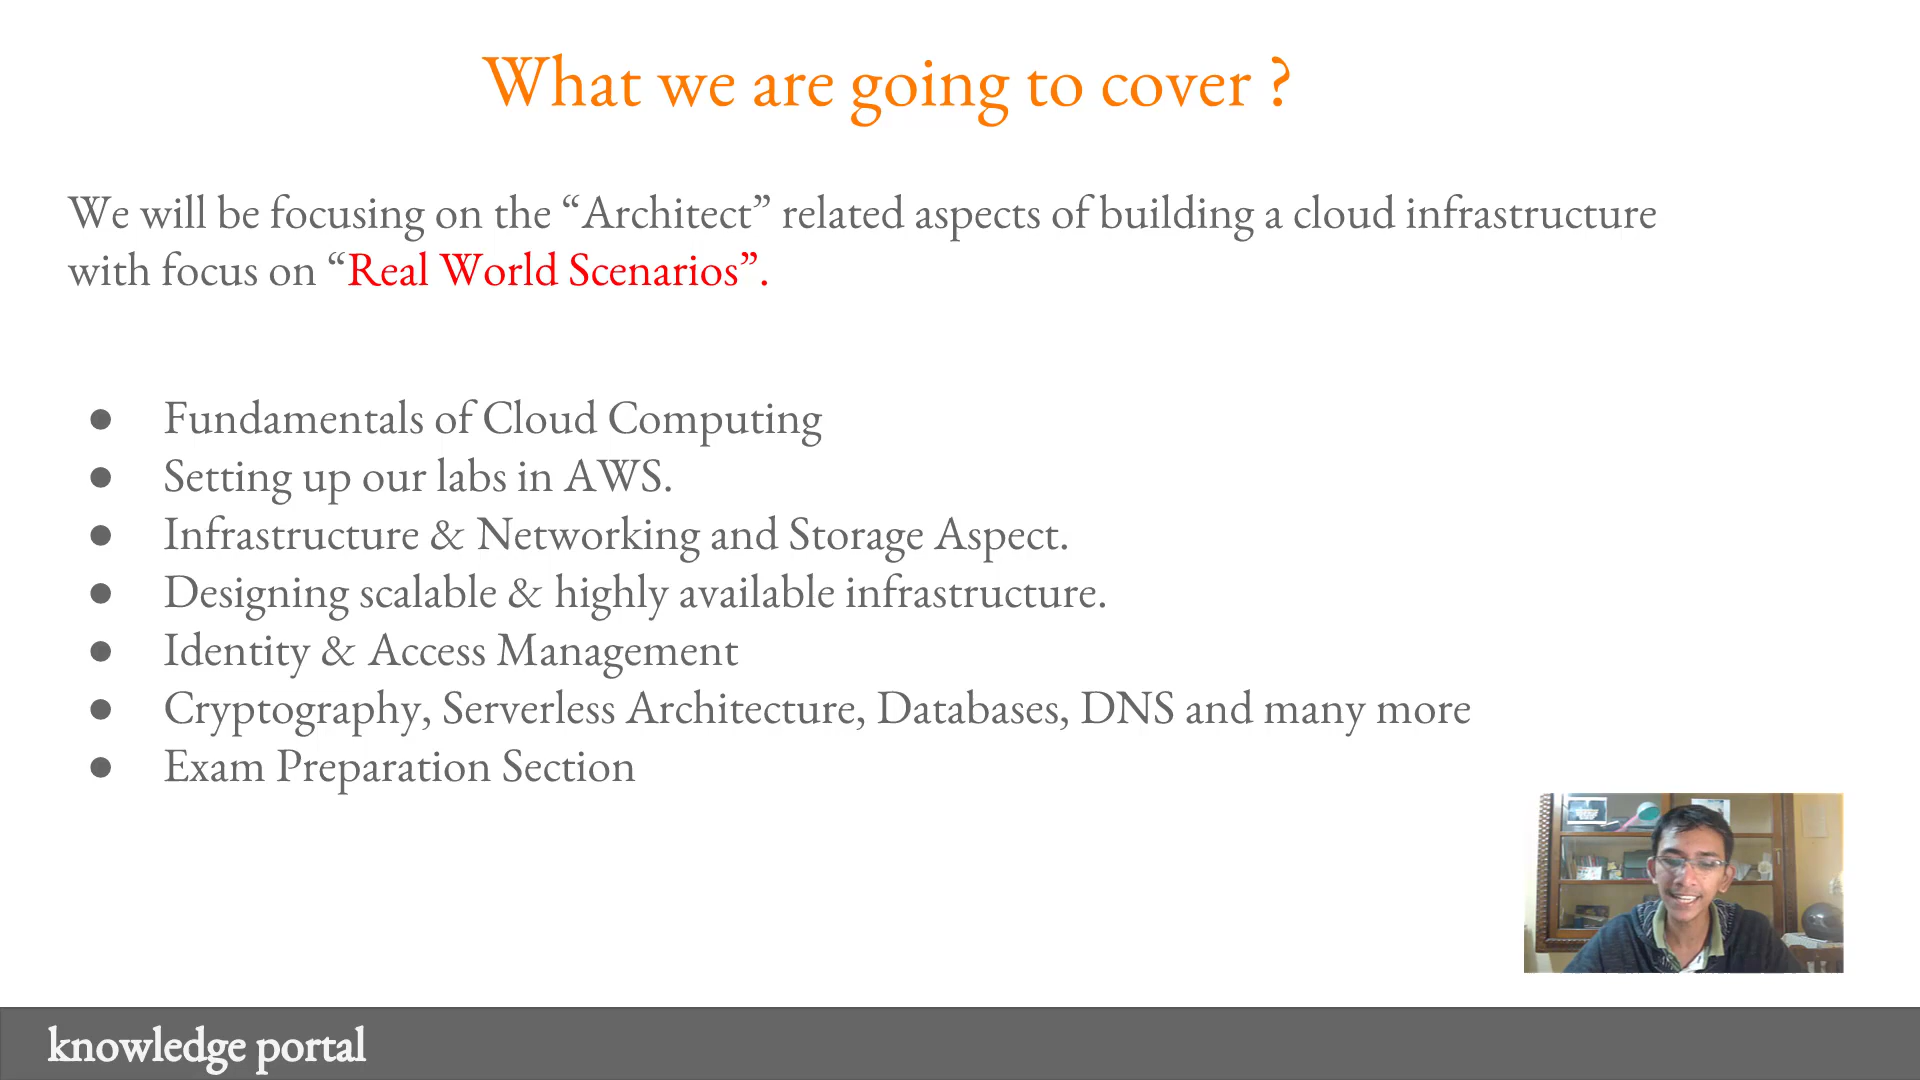 What we are going to cover ?
We will be focusing on the “Architect” related aspects of building a cloud infrastructure
with focus on “Real World Scenarios”.
● Fundamentals of Cloud Computing
● Setting up our labs in AWS.
● Infrastructure & Networking and Storage Aspect.
● Designing scalable & highly available infrastructure.
● Identity & Access Management
● Cryptography, Serverless Architecture, Databases, DNS and many more
● Exam Preparation Section
knowledge portal